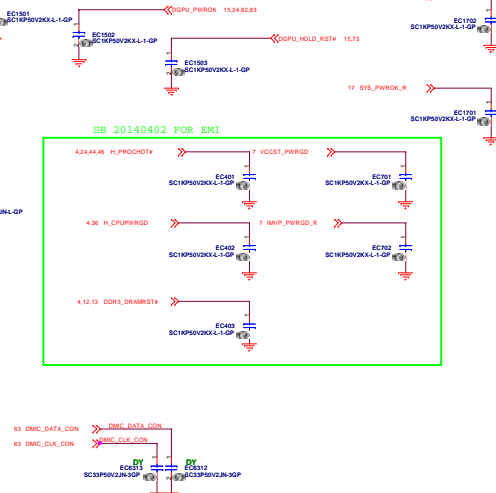 EC1501
SC1KP50V2KX-L-1-GP
DGPU_PWROK 15,24,82,83
EC1502
SC1KP50V2KX-L-1-GP
DGPU_HOLD_RST# 15,73
EC1503
SC1KP50V2KX-L-1-GP
EC1702
SC1KP50V2KX-L-1-GP
17 SYS_PWROK_R
EC1701
SC1KP50V2KX-L-1-GP
SB 20140402 FOR EMI
4,24,44,46 H_PROCHOT#
EC401
SC1KP50V2KX-L-1-GP
7 VCCST_PWRGD
EC701
SC1KP50V2KX-L-1-GP
JN-L-GP
4,36 H_CPUPWRGD
EC402
SC1KP50V2KX-L-1-GP
7 IMVP_PWRGD_R
EC702
SC1KP50V2KX-L-1-GP
4,12,13 DDR3_DRAMRST#
EC403
SC1KP50V2KX-L-1-GP
63 DMIC_DATA_CON
DMIC_DATA_CON
63 DMIC_CLK_CON
DMIC_CLK_CON
DY
EC6313
SC33P50V2JN-3GP
DY
EC6312
SC33P50V2JN-3GP